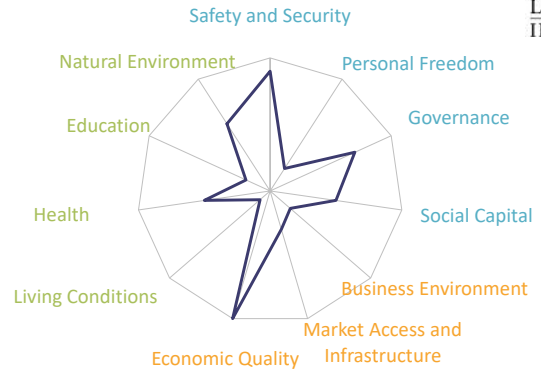 Safety and Security
Natural Environment
Personal Freedom
Education
Governance
Health
Social Capital
Living Conditions
Business Environment
Market Access and
Infrastructure
Economic Quality